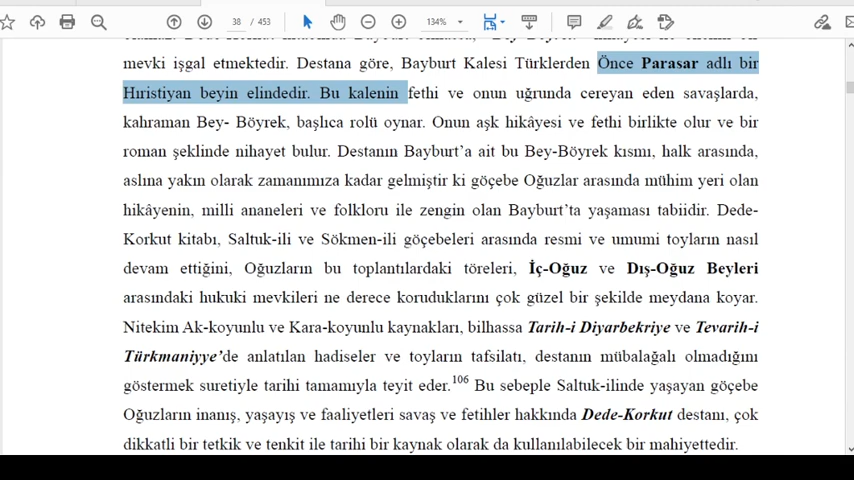 38 / 453
134%
mevki işgal etmektedir. Destana göre, Bayburt Kalesi Türklerden Önce Parasar adlı bir
Hıristiyan beyin elindedir. Bu kalenin fethi ve onun uğrunda cereyan eden savaşlarda,
kahraman Bey- Böyrek, başlıca rolü oynar. Onun aşk hikâyesi ve fethi birlikte olur ve bir
roman şeklinde nihayet bulur. Destanın Bayburt’a ait bu Bey-Böyrek kısmı, halk arasında,
aslına yakın olarak zamanımıza kadar gelmiştir ki göçebe Oğuzlar arasında mühim yeri olan
hikâyenin, milli ananeleri ve folkloru ile zengin olan Bayburt’ta yaşaması tabiidir. Dede-
Korkut kitabı, Saltuk-ili ve Sökmen-ili göçebeleri arasında resmi ve umumi toyların nasıl
devam ettiğini, Oğuzların bu toplantılardaki töreleri, İç-Oğuz ve Dış-Oğuz Beyleri
arasındaki hukuki mevkileri ne derece koruduklarını çok güzel bir şekilde meydana koyar.
Nitekim Ak-koyunlu ve Kara-koyunlu kaynakları, bilhassa Tarih-i Diyarbekriye ve Tevarih-i
Türkmaniyye’de anlatılan hadiseler ve toyların tafsilatı, destanın mübalağalı olmadığını
göstermek suretiyle tarihi tamamıyla teyit eder.106 Bu sebeple Saltuk-ilinde yaşayan göçebe
Oğuzların inanış, yaşayış ve faaliyetleri savaş ve fetihler hakkında Dede-Korkut destanı, çok
dikkatli bir tetkik ve tenkit ile tarihi bir kaynak olarak da kullanılabilecek bir mahiyettedir.